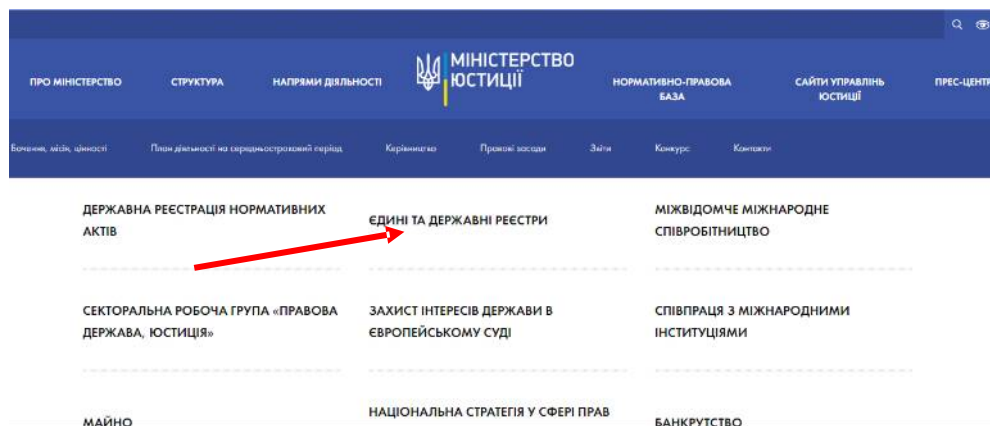 МІНІСТЕРСТВО
ЮСТИЦІЇ
ПРО МІНІСТЕРСТВО
СТРУКТУРА
НАПРЯМИ ДІЯЛЬНОСТІ
НОРМАТИВНО-ПРАВОВА
БАЗА
САЙТИ УПРАВЛІНЬ
ЮСТИЦІЇ
ПРЕС-ЦЕНТР
Бачення, місія, цінності
План діяльності на середньостроковий період
Керівництво
Правові засади
Звіти
Конкурс
Контакти
ДЕРЖАВНА РЕЄСТРАЦІЯ НОРМАТИВНИХ
АКТІВ
ЄДИНІ ТА ДЕРЖАВНІ РЕЄСТРИ
МІЖВІДОМЧЕ МІЖНАРОДНЕ
СПІВРОБІТНИЦТВО
СЕКТОРАЛЬНА РОБОЧА ГРУПА «ПРАВОВА
ДЕРЖАВА, ЮСТИЦІЯ»
ЗАХИСТ ІНТЕРЕСІВ ДЕРЖАВИ В
ЄВРОПЕЙСЬКОМУ СУДІ
СПІВПРАЦЯ З МІЖНАРОДНИМИ
ІНСТИТУЦІЯМИ
МАЙНО
НАЦІОНАЛЬНА СТРАТЕГІЯ У СФЕРІ ПРАВ
БАНКРУТСТВО